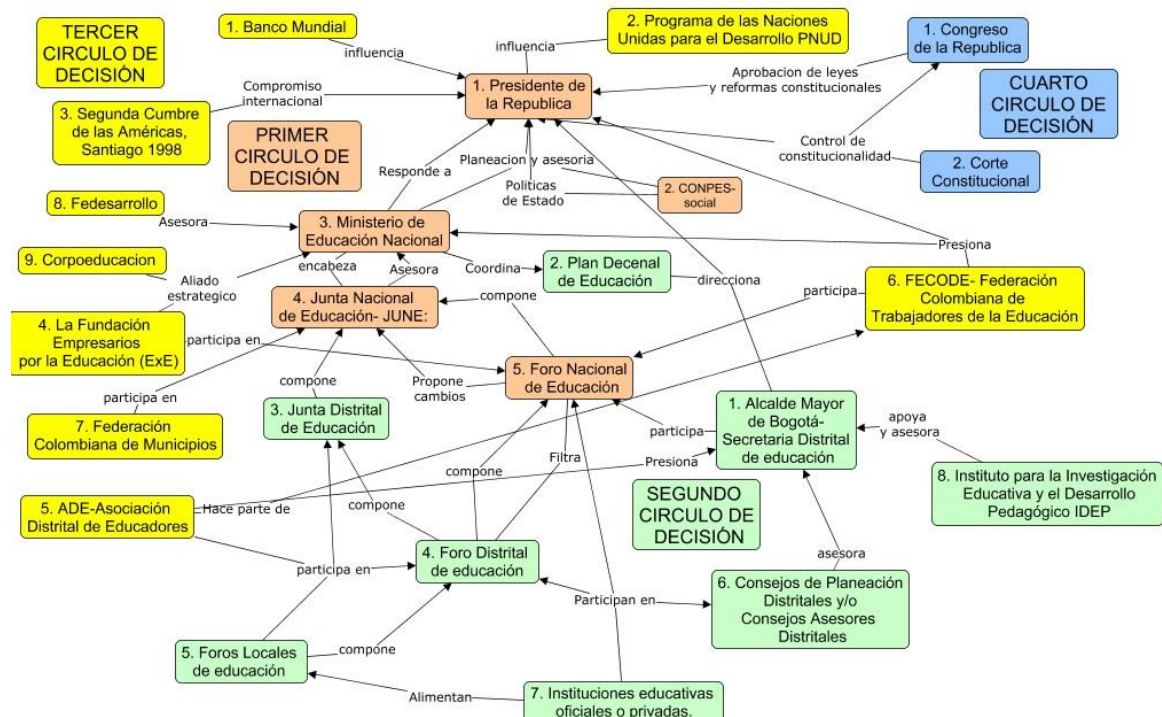 TERCER
CIRCULO DE
DECISIÓN
1. Banco Mundial
2. Programa de las Naciones
Unidas para el Desarrollo PNUD
1. Congreso
de la Republica
influencia
influencia
Aprobacion de leyes
y reformas constitucionales
Compromiso
internacional
1. Presidente de
la Republica
CUARTO
CIRCULO DE
DECISIÓN
3. Segunda Cumbre
de las Américas,
Santiago 1998
PRIMER
CIRCULO DE
DECISIÓN
Control de
constitucionalidad
2. Corte
Constitucional
Planeacion y asesoria
Responde a
Politicas
de Estado
2. CONPES-
social
8. Fedesarrollo
Asesora
3. Ministerio de
Educación Nacional
Presiona
9. Corpoeducacion
Aliado
estrategico
encabeza
Asesora
Coordina
2. Plan Decenal
de Educación
direcciona
6. FECODE- Federación
Colombiana de
Trabajadores de la Educación
4. Junta Nacional
de Educación- JUNE:
compone
participa
4. La Fundación
Empresarios
por la Educación (ExE)
participa en
5. Foro Nacional
de Educación
Propone
cambios
compone
participa en
7. Federación
Colombiana de Municipios
3. Junta Distrital
de Educación
1. Alcalde Mayor
de Bogotá-
Secretaria Distrital
de educación
participa
apoya
y asesora
compone
Filtra
Presiona
8. Instituto para la Investigación
Educativa y el Desarrollo
Pedagógico IDEP
5. ADE-Asociación
Distrital de Educadores
Hace parte de
compone
SEGUNDO
CIRCULO DE
DECISIÓN
4. Foro Distrital
de educación
asesora
participa en
Participan en
6. Consejos de Planeación
Distritales y/o
Consejos Asesores
Distritales
5. Foros Locales
de educación
compone
Alimentan
7. Instituciones educativas
oficiales o privadas.